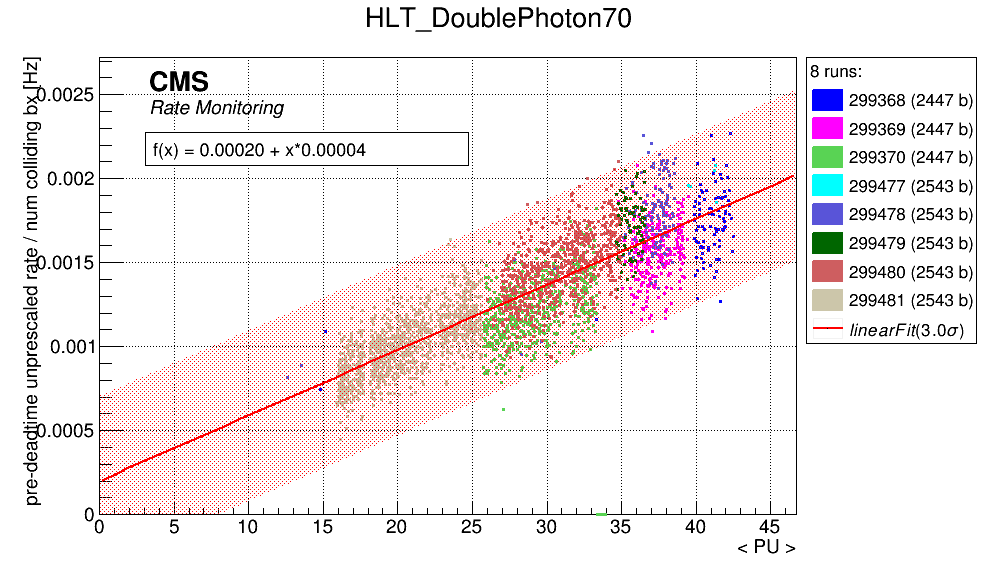 HLT_DoublePhoton70
pre-deadtime unprescaled rate / num colliding bx [Hz]
CMS
Rate Monitoring
f(x) = 0.00020 + x*0.00004
0.0025
0.002
0.0015
0.001
0.0005
0
0 5 10 15 20 25 30 35 40 45
< PU >
8 runs:
299368 (2447 b)
299369 (2447 b)
299370 (2447 b)
299477 (2543 b)
299478 (2543 b)
299479 (2543 b)
299480 (2543 b)
299481 (2543 b)
linearFit(3.0σ)